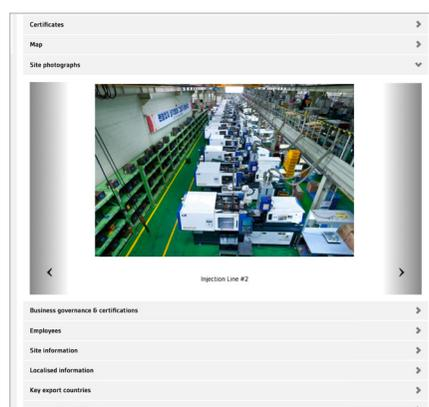 Certificates
Map
Site photographs
Injection Line #2
Business governance & certifications
Employees
Site information
Localised information
Key export countries